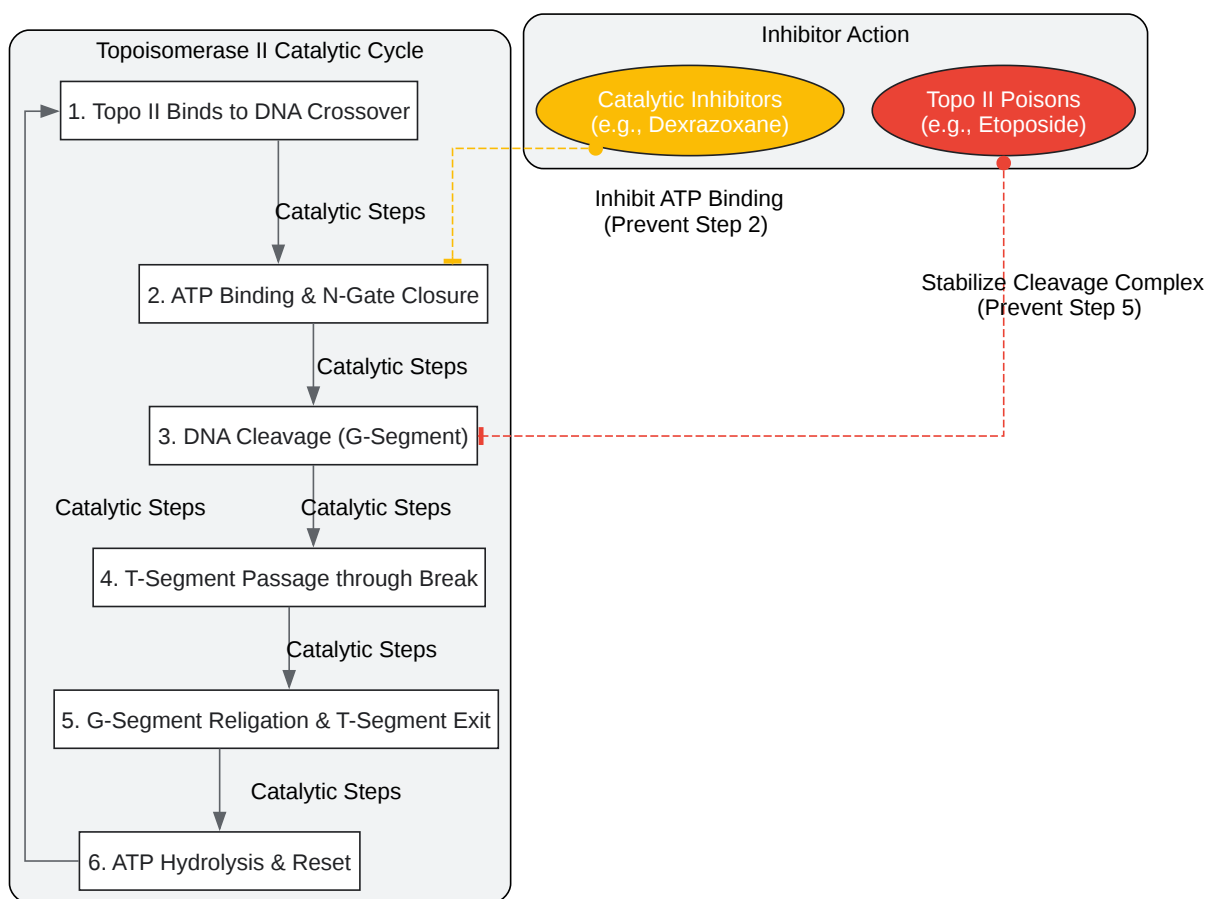 Topoisomerase II Catalytic Cycle
1. Topo II Binds to DNA Crossover
Catalytic Steps
2. ATP Binding & N-Gate Closure
Catalytic Steps
3. DNA Cleavage (G-Segment)
Catalytic Steps
Catalytic Steps
4. T-Segment Passage through Break
Catalytic Steps
5. G-Segment Religation & T-Segment Exit
Catalytic Steps
6. ATP Hydrolysis & Reset
Inhibitor Action
Catalytic Inhibitors
(e.g., Dexrazoxane)
Topo II Poisons
(e.g., Etoposide)
Inhibit ATP Binding
(Prevent Step 2)
Stabilize Cleavage Complex
(Prevent Step 5)